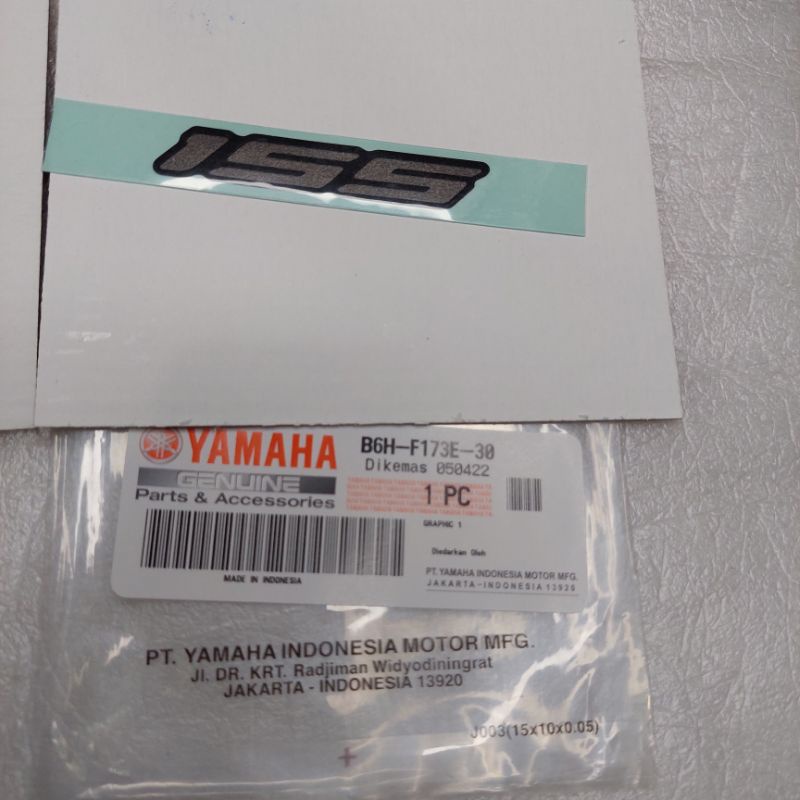 155
YAMAHA
GENUINE
Parts & Accessories
B6H-F173E-30
Dikemas 050422
1 PC
GRAPHIC 1
Diedarkan Oleh
PT. YAMAHA INDONESIA MOTOR MFG.
JAKARTA-INDONESIA 13920
MADE IN INDONESIA
PT. YAMAHA INDONESIA MOTOR MFG.
Jl. DR. KRT. Radjiman Widyodiningrat
JAKARTA - INDONESIA 13920
J003(15x10x0.05)